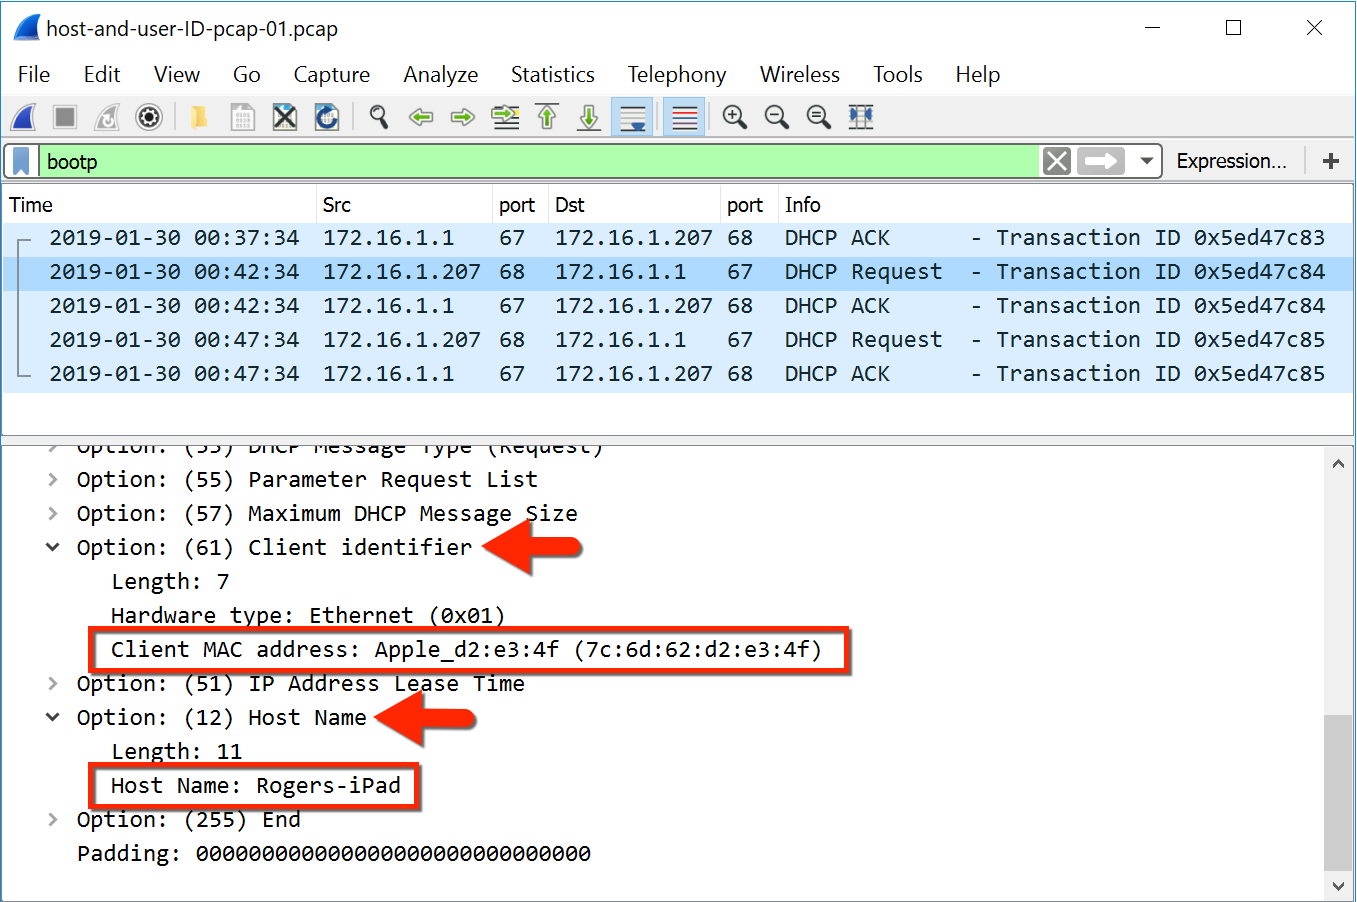 host-and-user-ID-pcap-01.pcap
File Edit View Go Capture Analyze Statistics Telephony Wireless Tools Help
bootp Expression... +
Time Src port Dst port Info
2019-01-30 00:37:34 172.16.1.1 67 172.16.1.207 68 DHCP ACK - Transaction ID 0x5ed47c83
2019-01-30 00:42:34 172.16.1.207 68 172.16.1.1 67 DHCP Request - Transaction ID 0x5ed47c84
2019-01-30 00:42:34 172.16.1.1 67 172.16.1.207 68 DHCP ACK - Transaction ID 0x5ed47c84
2019-01-30 00:47:34 172.16.1.207 68 172.16.1.1 67 DHCP Request - Transaction ID 0x5ed47c85
2019-01-30 00:47:34 172.16.1.1 67 172.16.1.207 68 DHCP ACK - Transaction ID 0x5ed47c85
Option: (53) DHCP Message Type (Request)
Option: (55) Parameter Request List
Option: (57) Maximum DHCP Message Size
Option: (61) Client identifier
Length: 7
Hardware type: Ethernet (0x01)
Client MAC address: Apple_d2:e3:4f (7c:6d:62:d2:e3:4f)
Option: (51) IP Address Lease Time
Option: (12) Host Name
Length: 11
Host Name: Rogers-iPad
Option: (255) End
Padding: 000000000000000000000000000000